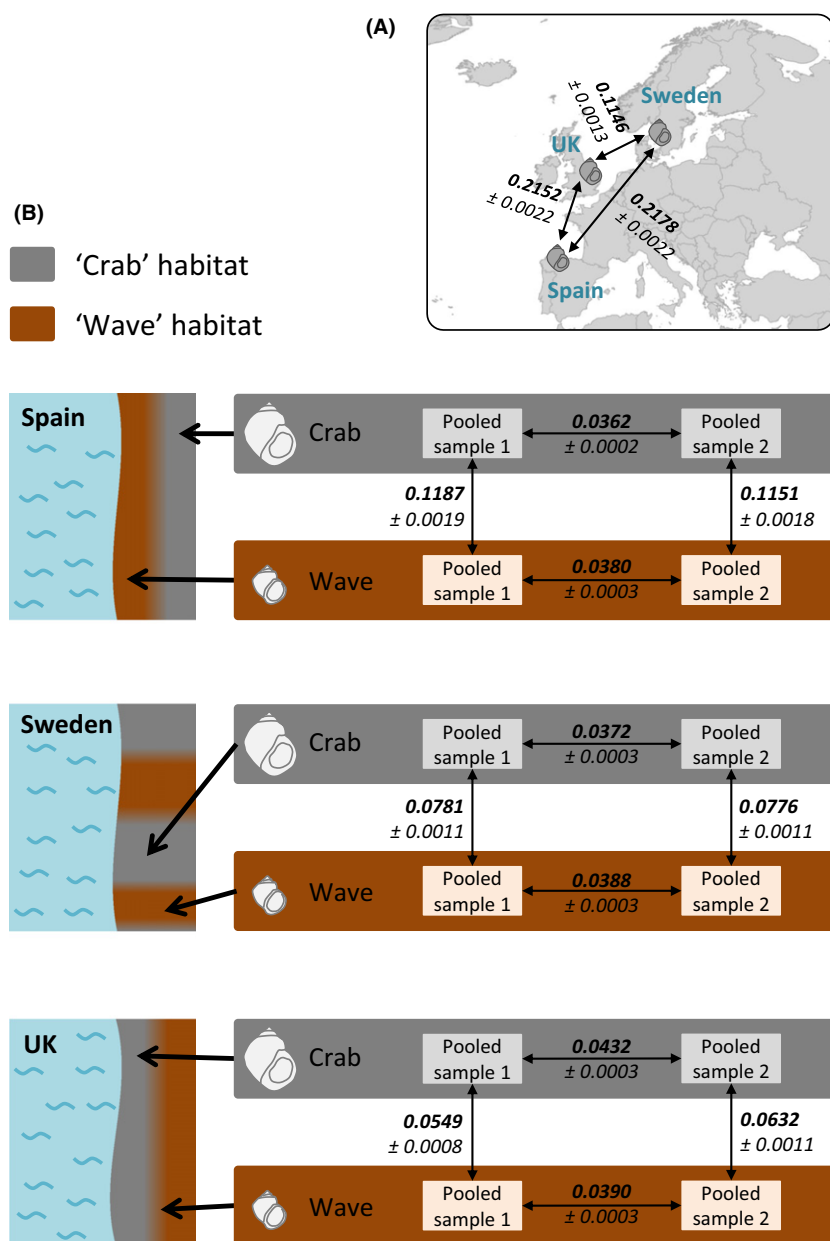 (A)
Sweden
0.1146
± 0.0013
UK
0.2152
± 0.0022
0.2178
± 0.0022
Spain
(B)
'Crab' habitat
'Wave' habitat
Spain
Crab
Pooled
sample 1
0.0362
± 0.0002
Pooled
sample 2
0.1187
± 0.0019
0.1151
± 0.0018
Wave
Pooled
sample 1
0.0380
± 0.0003
Pooled
sample 2
Sweden
Crab
Pooled
sample 1
0.0372
± 0.0003
Pooled
sample 2
0.0781
± 0.0011
0.0776
± 0.0011
Wave
Pooled
sample 1
0.0388
± 0.0003
Pooled
sample 2
UK
Crab
Pooled
sample 1
0.0432
± 0.0003
Pooled
sample 2
0.0549
± 0.0008
0.0632
± 0.0011
Wave
Pooled
sample 1
0.0390
± 0.0003
Pooled
sample 2